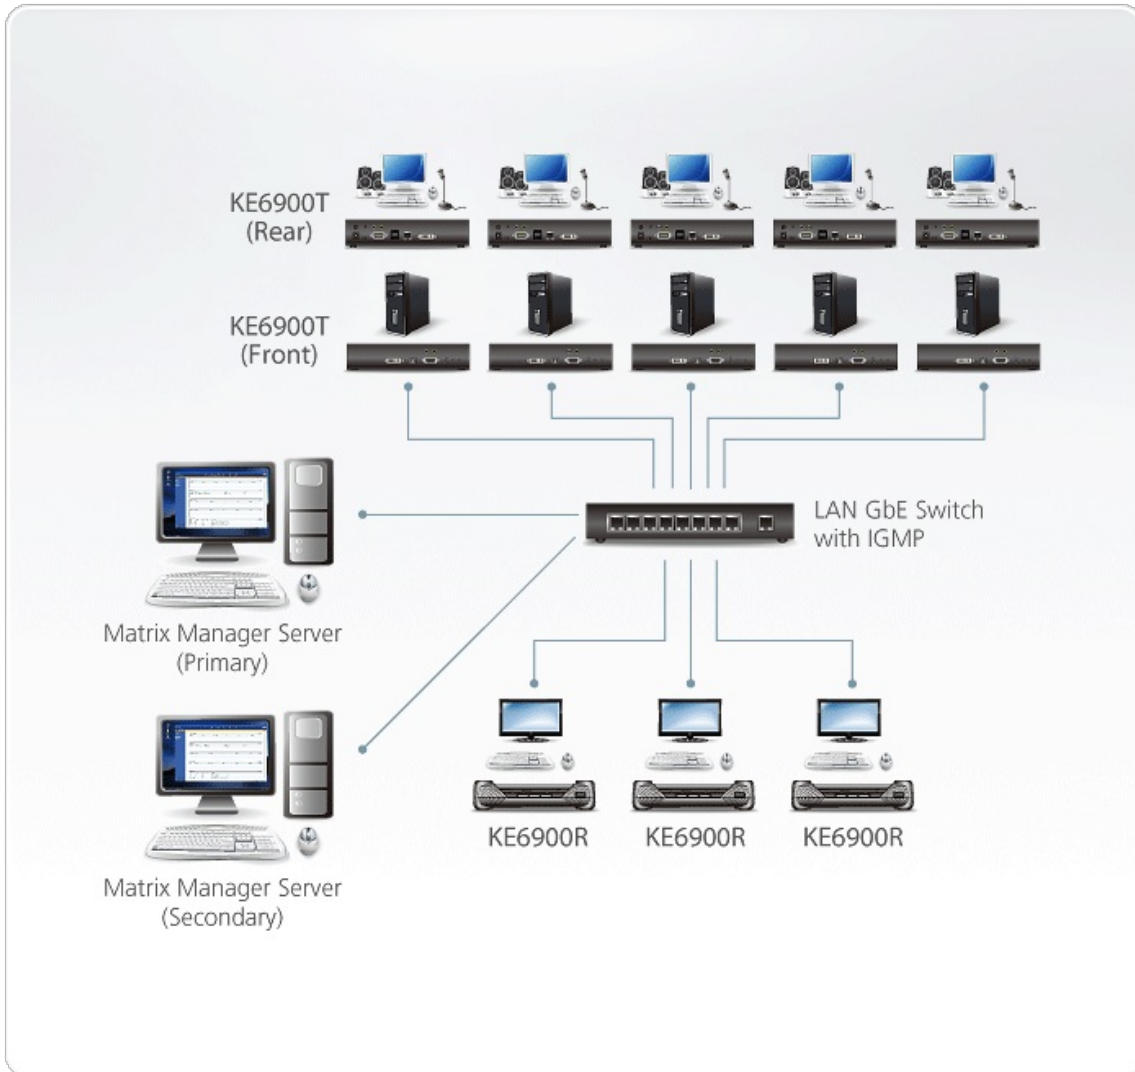 KE6900T
(Rear)
KE6900T
(Front)
LAN GbE Switch
with IGMP
Matrix Manager Server
(Primary)
KE6900R
KE6900R
KE6900R
Matrix Manager Server
(Secondary)